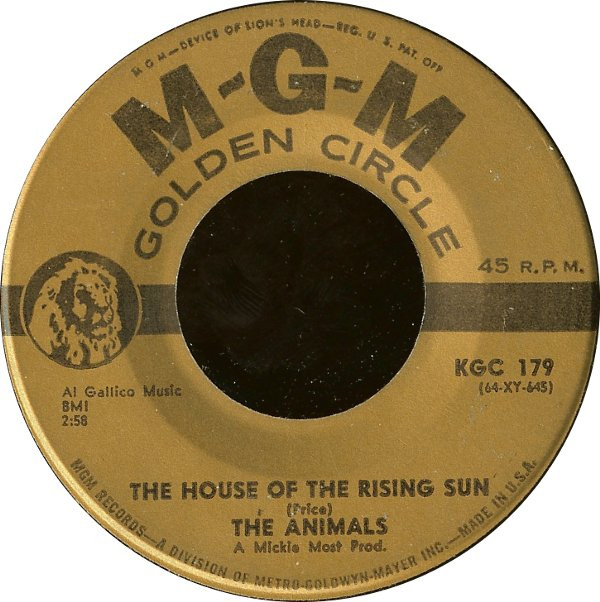 M G M—DEVICE OF LION'S HEAD—REG. U. S. PAT. OFF
M-G-M
GOLDEN CIRCLE
45 R.P.M.
KGC 179
(64-XY-645)
Al Gallico Music
BMI
2:58
THE HOUSE OF THE RISING SUN
(Price)
THE ANIMALS
A Mickie Most Prod.
MGM RECORDS—A DIVISION OF METRO-GOLDWYN-MAYER INC.—MADE IN U.S.A.